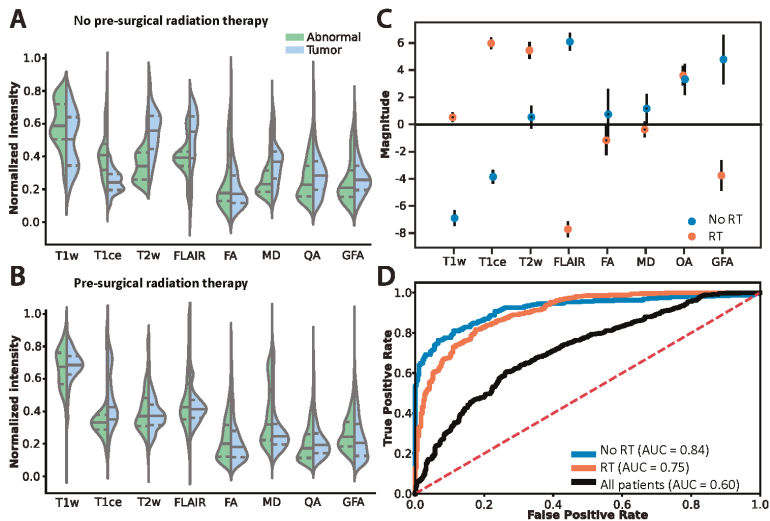 A
No pre-surgical radiation therapy
Abnormal
Tumor
Normalized intensity
1.0
0.8
0.6
0.4
0.2
0.0
T1w T1ce T2w FLAIR FA MD QA GFA
B
Pre-surgical radiation therapy
Normalized intensity
1.0
0.8
0.6
0.4
0.2
0.0
T1w T1ce T2w FLAIR FA MD QA GFA
C
Magnitude
6
4
2
0
-2
-4
-6
-8
No RT
RT
T1w T1ce T2w FLAIR FA MD QA GFA
D
True Positive Rate
1.0
0.8
0.6
0.4
0.2
0.0
No RT (AUC = 0.84)
RT (AUC = 0.75)
All patients (AUC = 0.60)
0.0 0.2 0.4 0.6 0.8 1.0
False Positive Rate